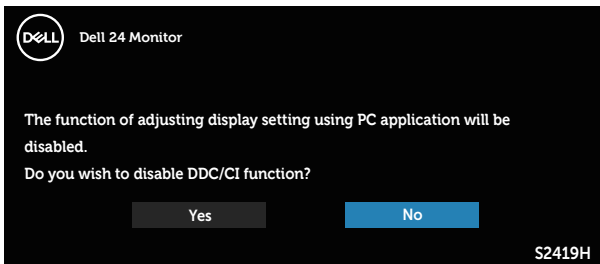 DELL
Dell 24 Monitor
The function of adjusting display setting using PC application will be
disabled.
Do you wish to disable DDC/CI function?
Yes
No
S2419H